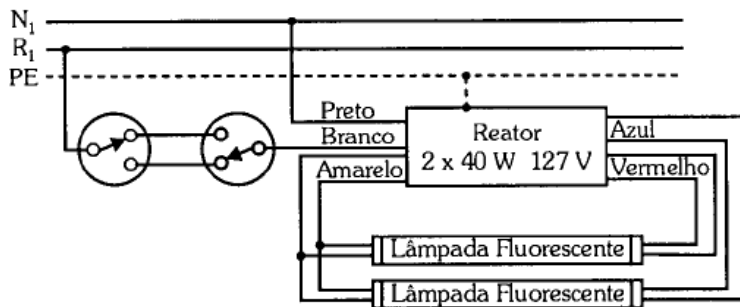 N1
R1
PE
Preto
Branco
Amarelo
Reator
2 x 40 W 127 V
Azul
Vermelho
Lâmpada Fluorescente
Lâmpada Fluorescente